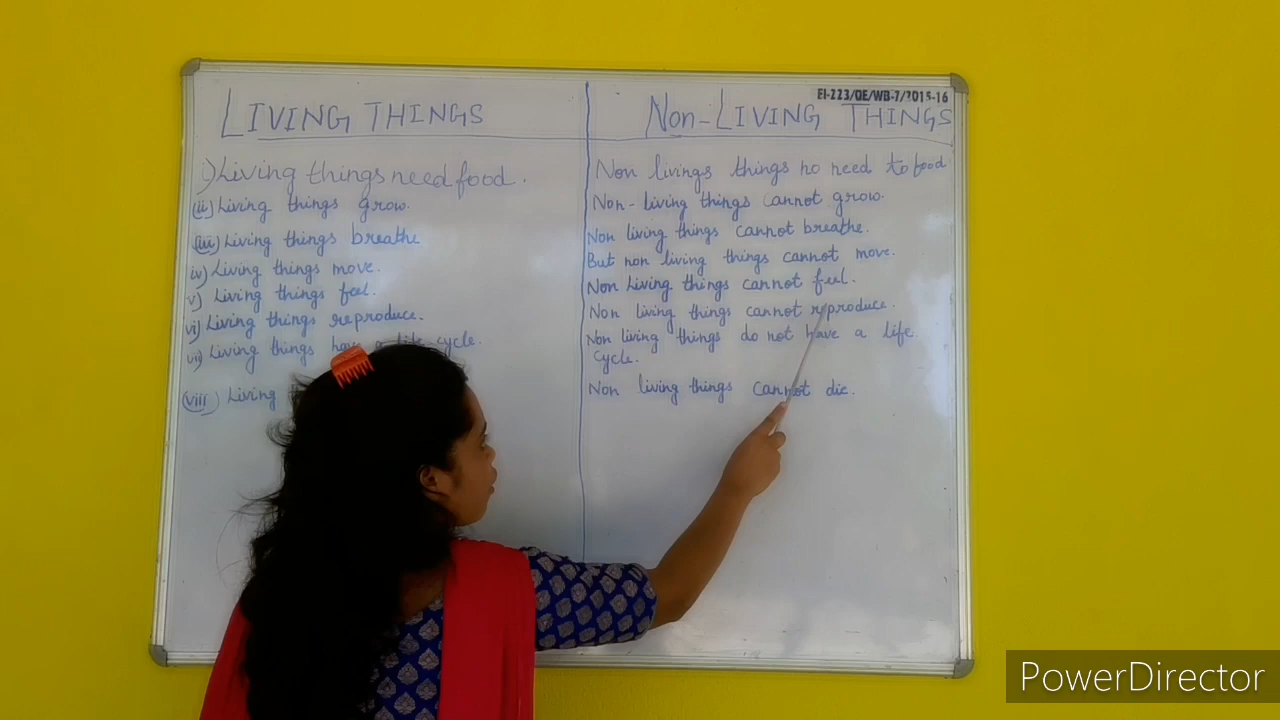 EI-223/OE/WB-7/2015-16
LIVING THINGS
i) Living things need food.
(ii) Living things grow.
(iii) Living things breathe
iv) Living things move.
v) Living things feel.
vi) Living things reproduce.
vii) Living things have a life cycle.
(viii) Living
Non-LIVING THINGS
Non livings things no need to food
Non-living things cannot grow.
Non living things cannot breathe.
But non living things cannot move.
Non Living things cannot feel.
Non living things cannot reproduce.
Non living things do not have a life
cycle.
Non living things cannot die.
PowerDirector